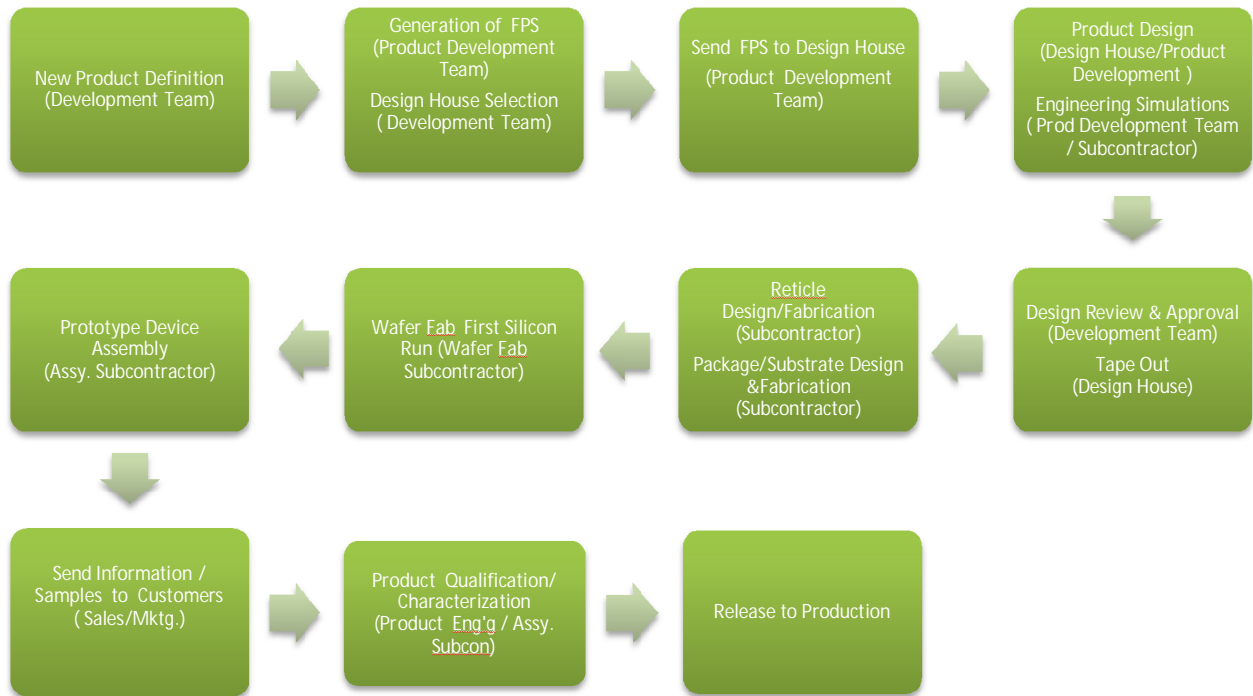 New Product Definition
(Development Team)
Generation of FPS
(Product Development
Team)
Design House Selection
( Development Team)
Send FPS to Design House
(Product Development
Team)
Product Design
(Design House/Product
Development )
Engineering Simulations
( Prod Development Team
/ Subcontractor)
Design Review & Approval
(Development Team)
Tape Out
(Design House)
Reticle
Design/Fabrication
(Subcontractor)
Package/Substrate Design
&Fabrication
(Subcontractor)
Wafer Fab First Silicon
Run (Wafer Fab
Subcontractor)
Prototype Device
Assembly
(Assy. Subcontractor)
Send Information /
Samples to Customers
( Sales/Mktg.)
Product Qualification/
Characterization
(Product Eng'g / Assy.
Subcon)
Release to Production